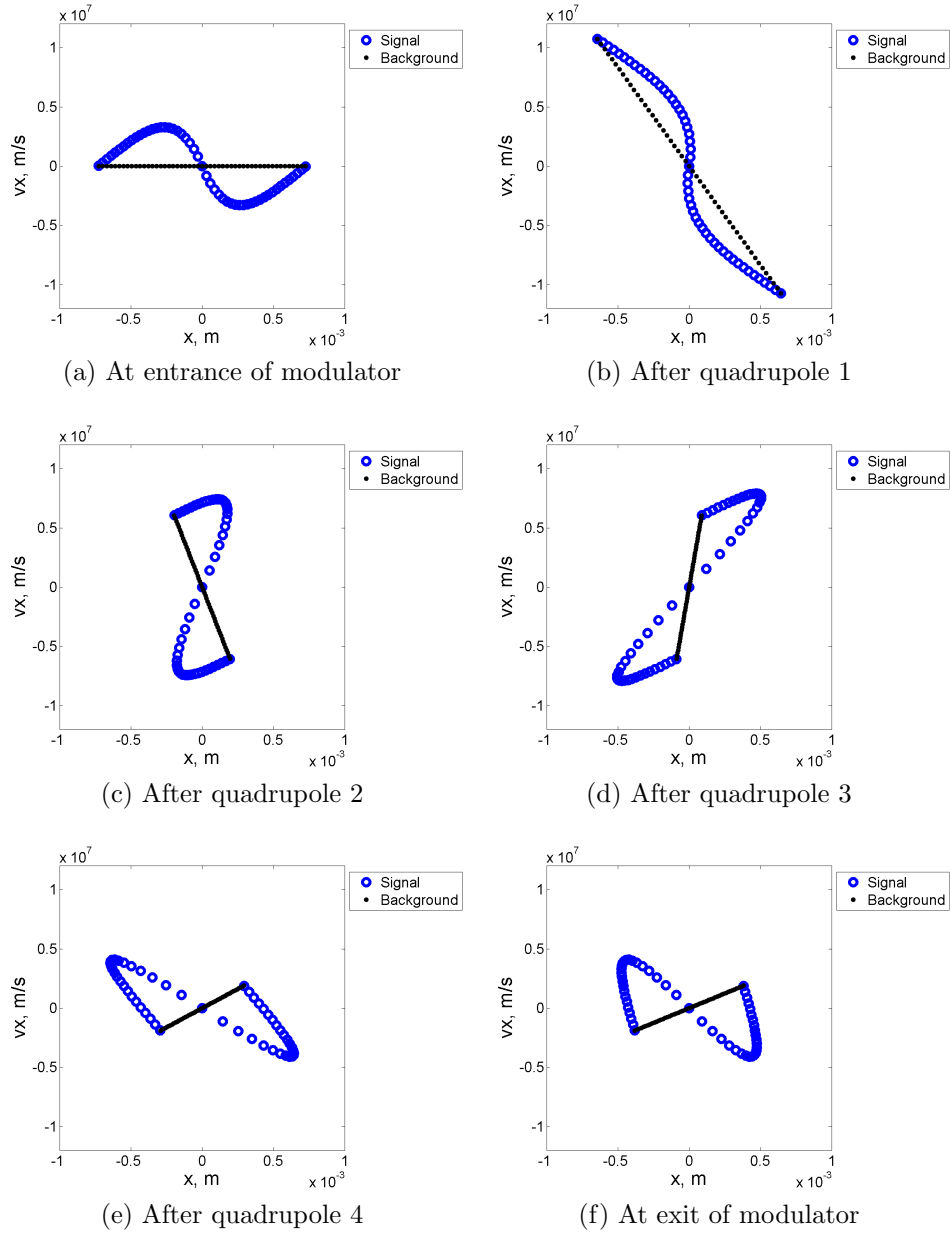 x 10^7
Signal
Background
1
0.5
0
-0.5
-1
vx, m/s
-1 -0.5 0 0.5 1
x, m
x 10^-3
(a) At entrance of modulator
x 10^7
Signal
Background
1
0.5
0
-0.5
-1
vx, m/s
-1 -0.5 0 0.5 1
x, m
x 10^-3
(b) After quadrupole 1
x 10^7
Signal
Background
1
0.5
0
-0.5
-1
vx, m/s
-1 -0.5 0 0.5 1
x, m
x 10^-3
(c) After quadrupole 2
x 10^7
Signal
Background
1
0.5
0
-0.5
-1
vx, m/s
-1 -0.5 0 0.5 1
x, m
x 10^-3
(d) After quadrupole 3
x 10^7
Signal
Background
1
0.5
0
-0.5
-1
vx, m/s
-1 -0.5 0 0.5 1
x, m
x 10^-3
(e) After quadrupole 4
x 10^7
Signal
Background
1
0.5
0
-0.5
-1
vx, m/s
-1 -0.5 0 0.5 1
x, m
x 10^-3
(f) At exit of modulator